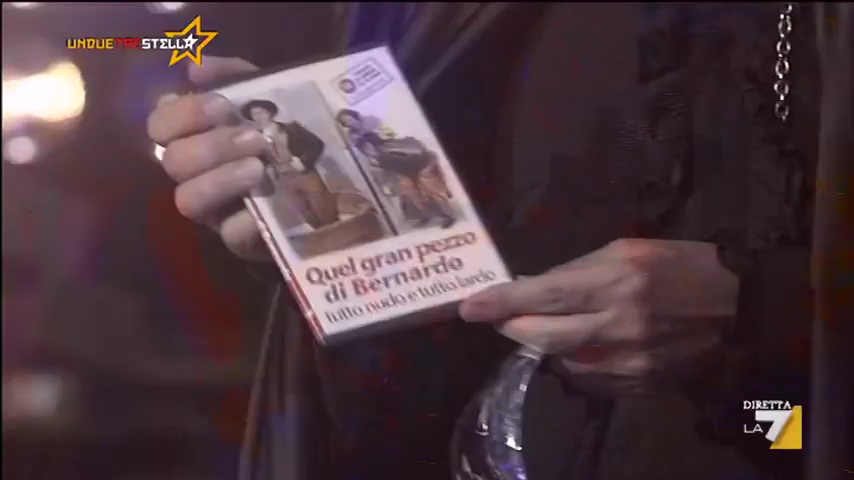 UNDUETRESTELLA
Quel gran pezzo
di Bernardo
tutto nudo e tutto lardo
DIRETTA
LA7